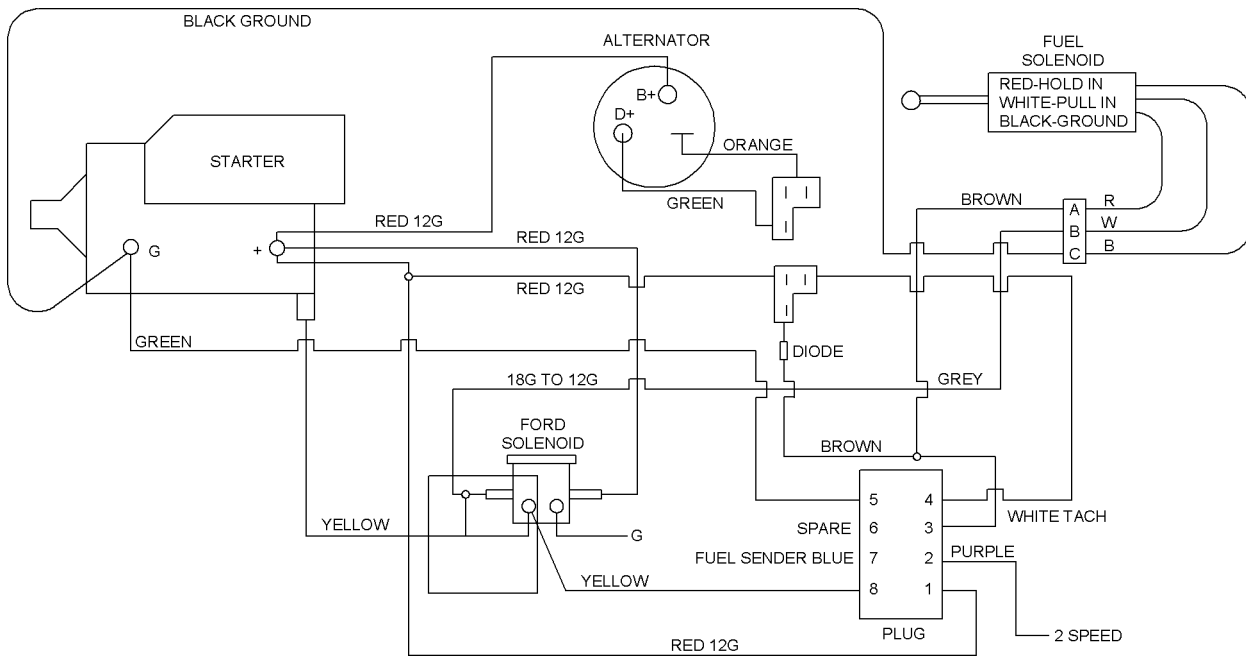 BLACK GROUND
ALTERNATOR
FUEL
SOLENOID
RED-HOLD IN
WHITE-PULL IN
BLACK-GROUND
B+
D+
ORANGE
GREEN
STARTER
G
+
RED 12G
RED 12G
RED 12G
BROWN
A
R
B
W
C
B
GREEN
DIODE
18G TO 12G
GREY
FORD
SOLENOID
BROWN
YELLOW
G
YELLOW
5
4
SPARE
6
3
WHITE TACH
FUEL SENDER BLUE
7
2
PURPLE
8
1
PLUG
2 SPEED
RED 12G